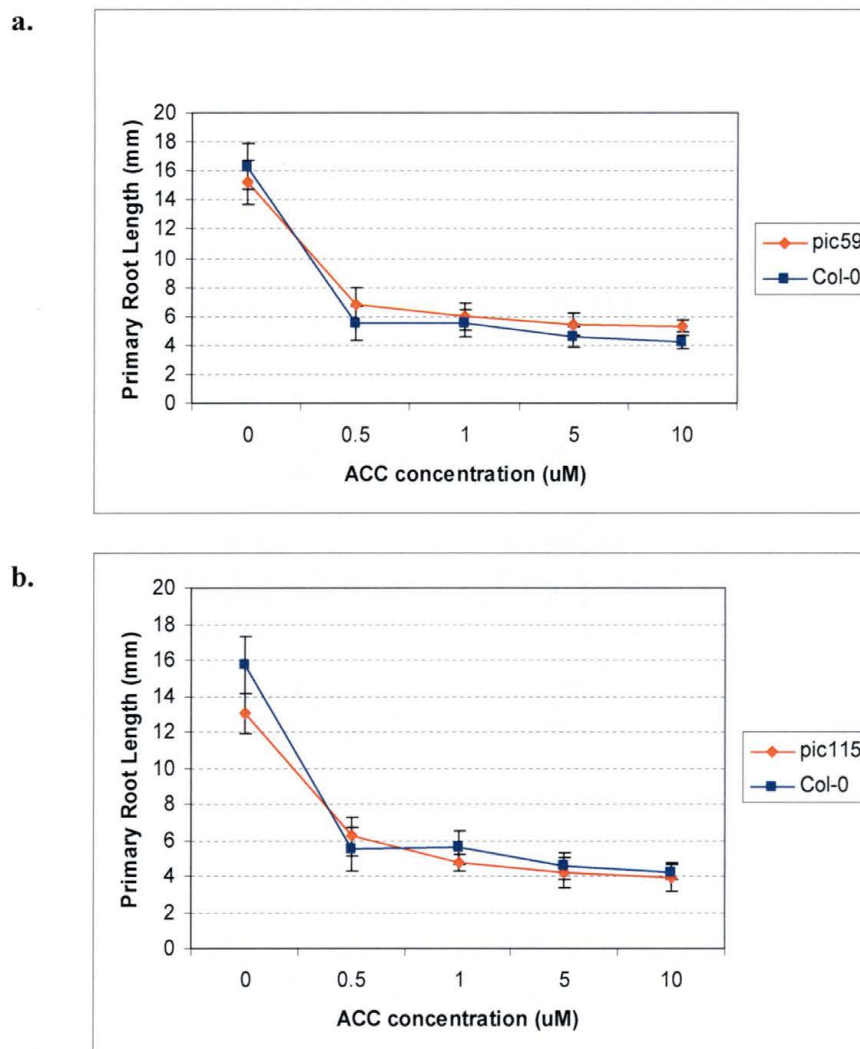 a.
Primary Root Length (mm)
20
18
16
14
12
10
8
6
4
2
0
0 0.5 1 5 10
ACC concentration (uM)
pic59
Col-0
b.
Primary Root Length (mm)
20
18
16
14
12
10
8
6
4
2
0
0 0.5 1 5 10
ACC concentration (uM)
pic115
Col-0